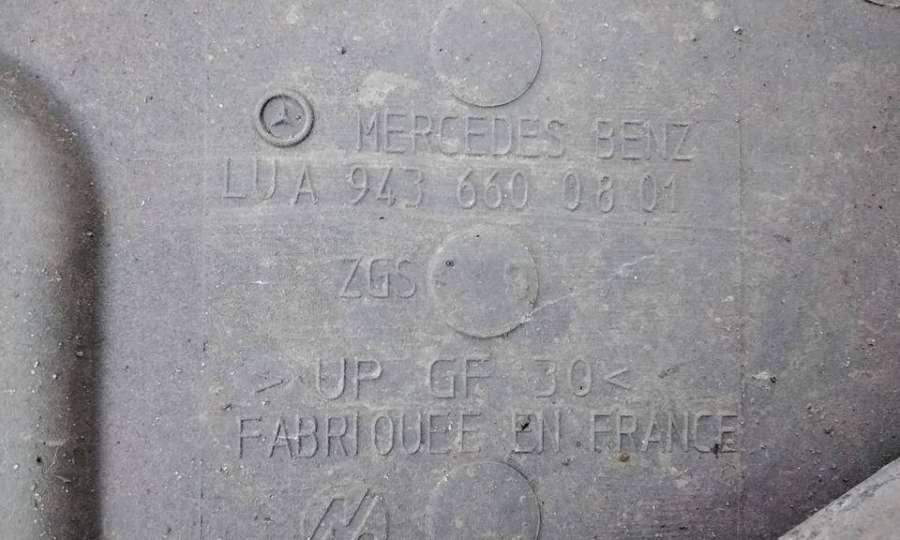 MERCEDES BENZ
LU A 943 660 08 01
ZGS
> UP GF 30 <
FABRIQUEE EN FRANCE